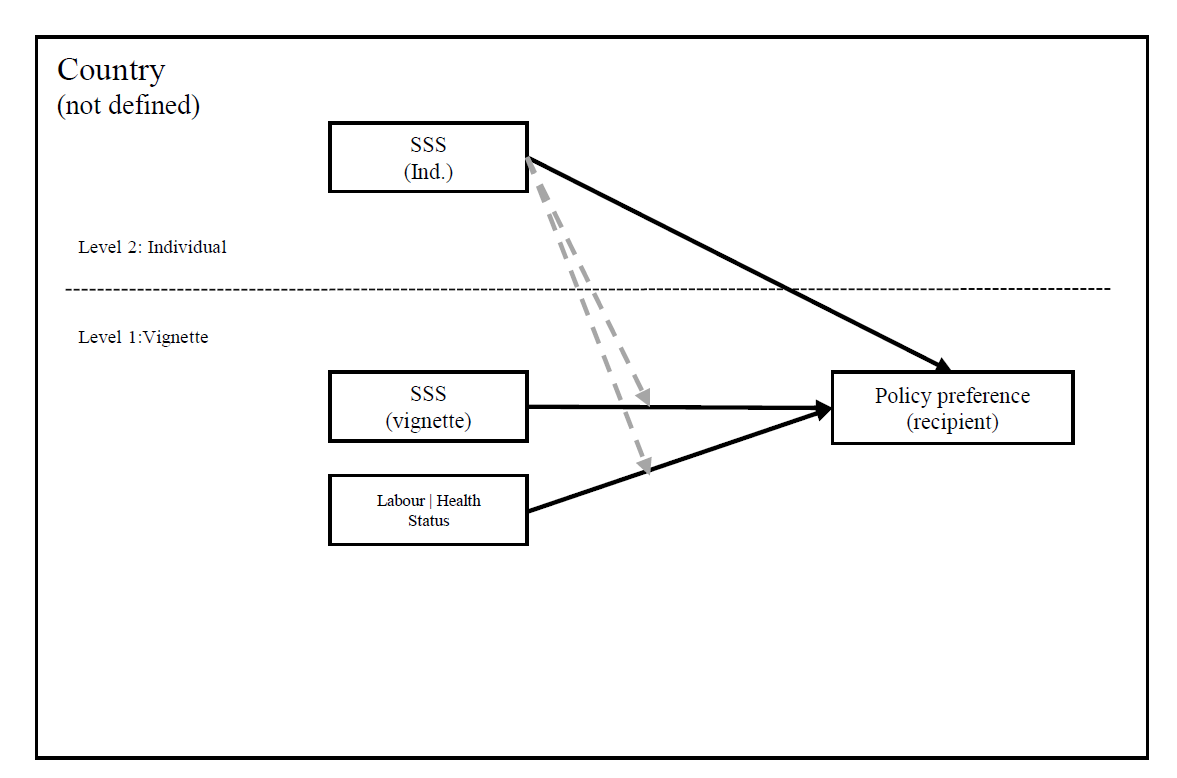 Country
(not defined)
SSS
(Ind.)
Level 2: Individual
Level 1:Vignette
SSS
(vignette)
Policy preference
(recipient)
Labour | Health
Status